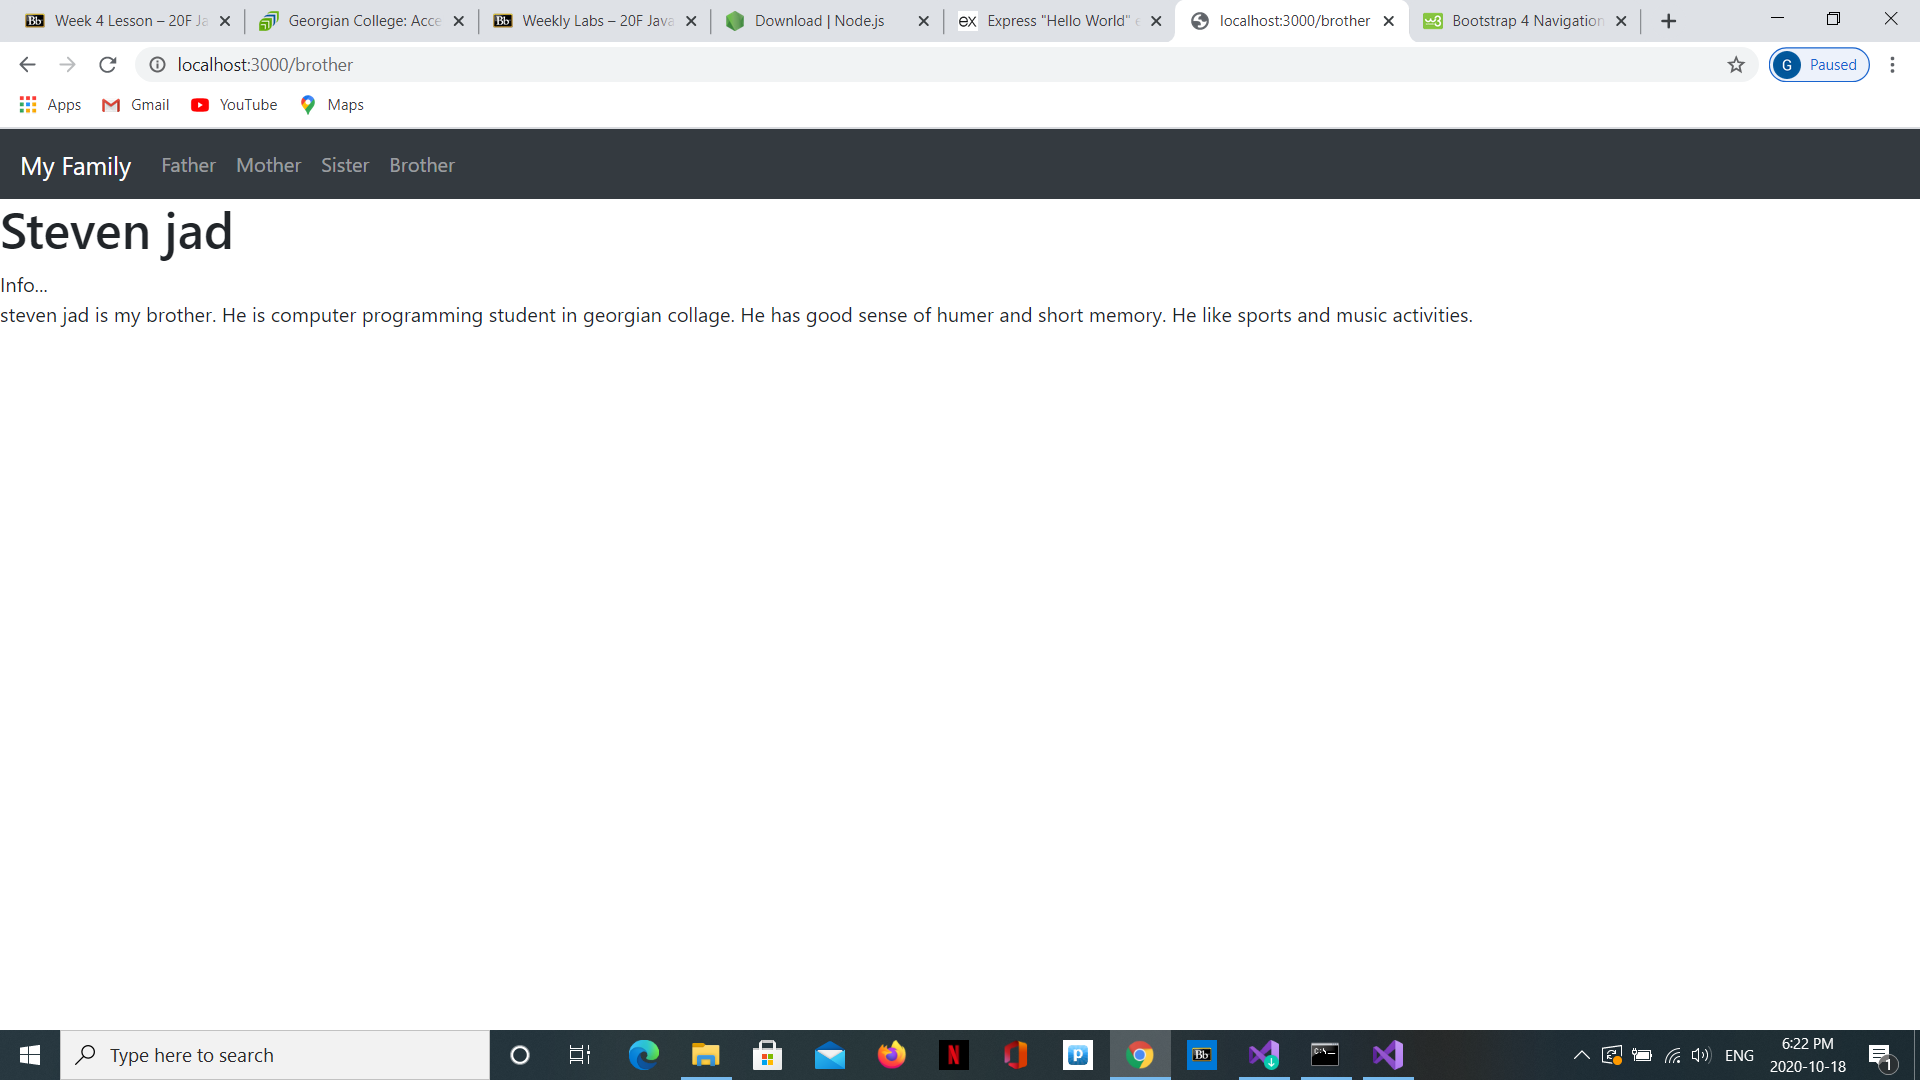 Week 4 Lesson – 20F Ja
Georgian College: Acce
Weekly Labs – 20F Java
Download | Node.js
Express "Hello World" e
localhost:3000/brother
Bootstrap 4 Navigation
localhost:3000/brother
G Paused
Apps Gmail YouTube Maps
My Family Father Mother Sister Brother
Steven jad
Info...
steven jad is my brother. He is computer programming student in georgian collage. He has good sense of humer and short memory. He like sports and music activities.
Type here to search
ENG
6:22 PM
2020-10-18
1